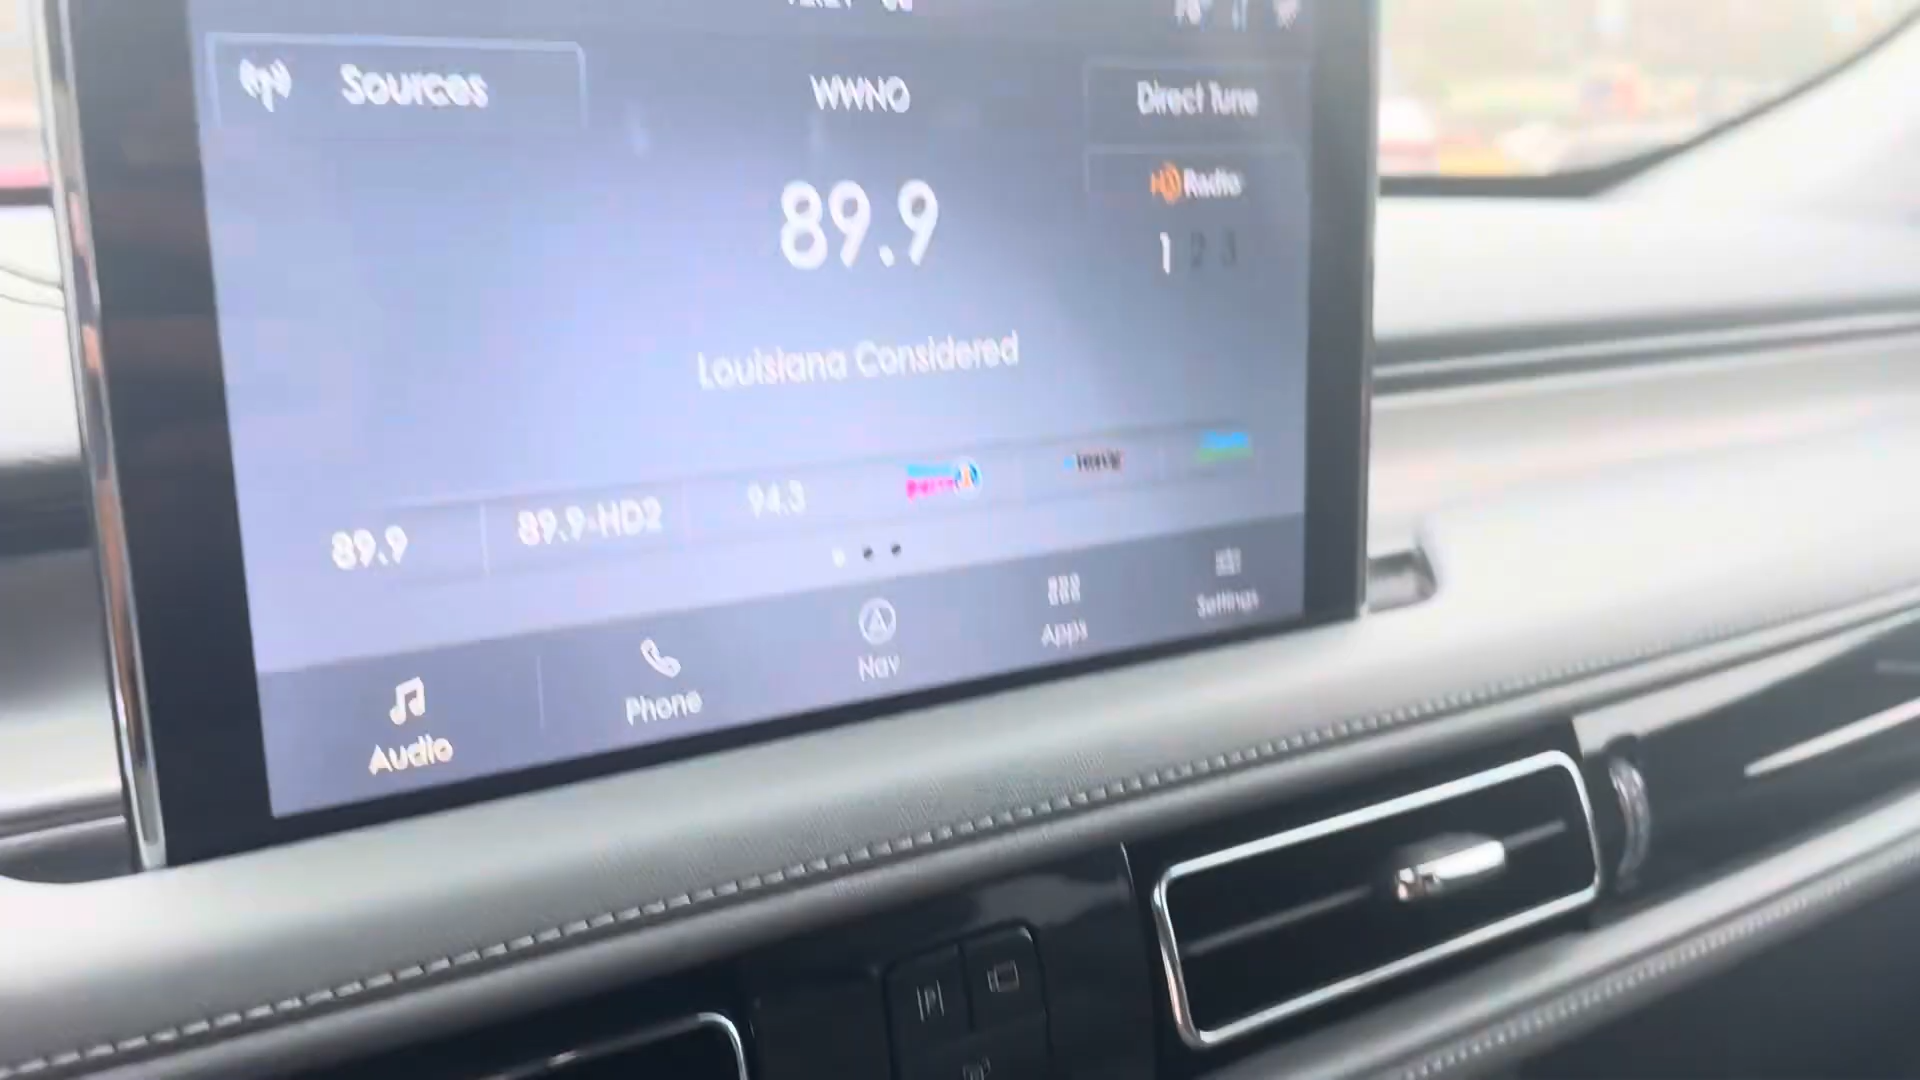 Sources
WWNO
Direct Tune
89.9
HD Radio
1 2 3
Louisiana Considered
89.9
89.9-HD2
94.3
Audio
Phone
Nav
Apps
Settings
P